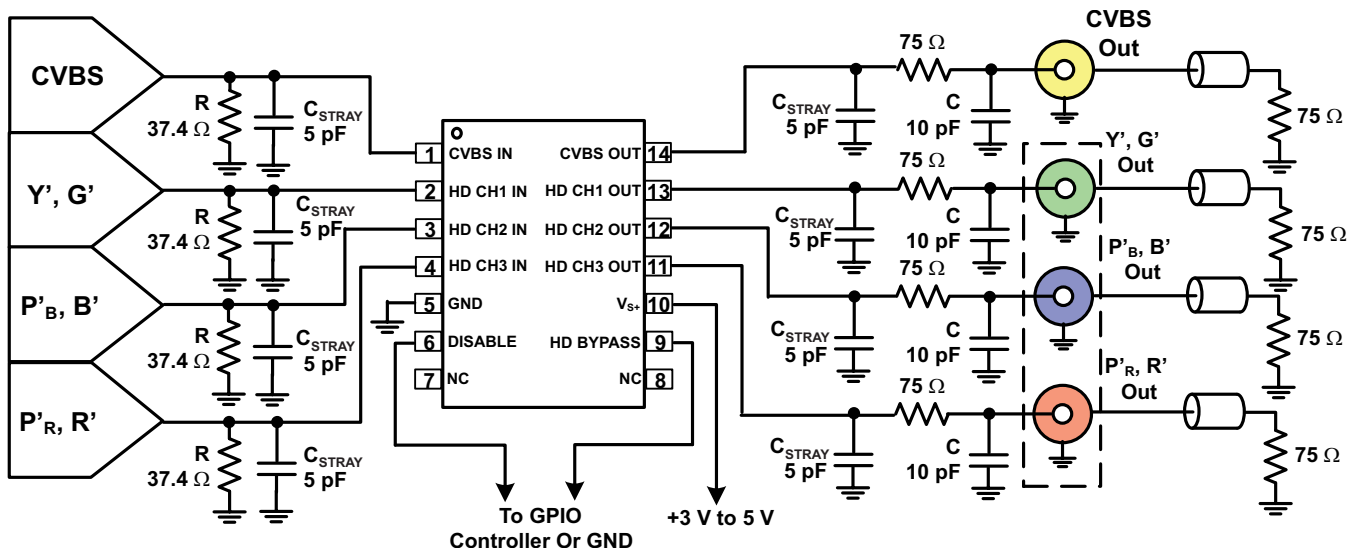 CVBS
Y', G'
P'B, B'
P'R, R'
R
37.4 Ω
CSTRAY
5 pF
R
37.4 Ω
CSTRAY
5 pF
R
37.4 Ω
CSTRAY
5 pF
R
37.4 Ω
CSTRAY
5 pF
1 CVBS IN CVBS OUT 14
2 HD CH1 IN HD CH1 OUT 13
3 HD CH2 IN HD CH2 OUT 12
4 HD CH3 IN HD CH3 OUT 11
5 GND VS+ 10
6 DISABLE HD BYPASS 9
7 NC NC 8
To GPIO
Controller Or GND
+3 V to 5 V
75 Ω
CSTRAY
5 pF
C
10 pF
CVBS
Out
75 Ω
75 Ω
CSTRAY
5 pF
C
10 pF
Y', G'
Out
75 Ω
75 Ω
CSTRAY
5 pF
C
10 pF
P'B, B'
Out
75 Ω
75 Ω
CSTRAY
5 pF
C
10 pF
P'R, R'
Out
75 Ω